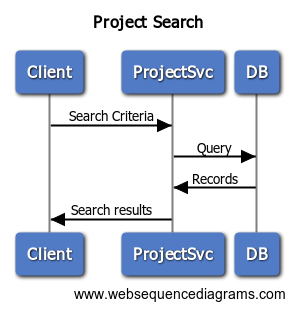 Project Search
Client ProjectSvc DB
Search Criteria
Query
Records
Search results
Client ProjectSvc DB
www.websequencediagrams.com